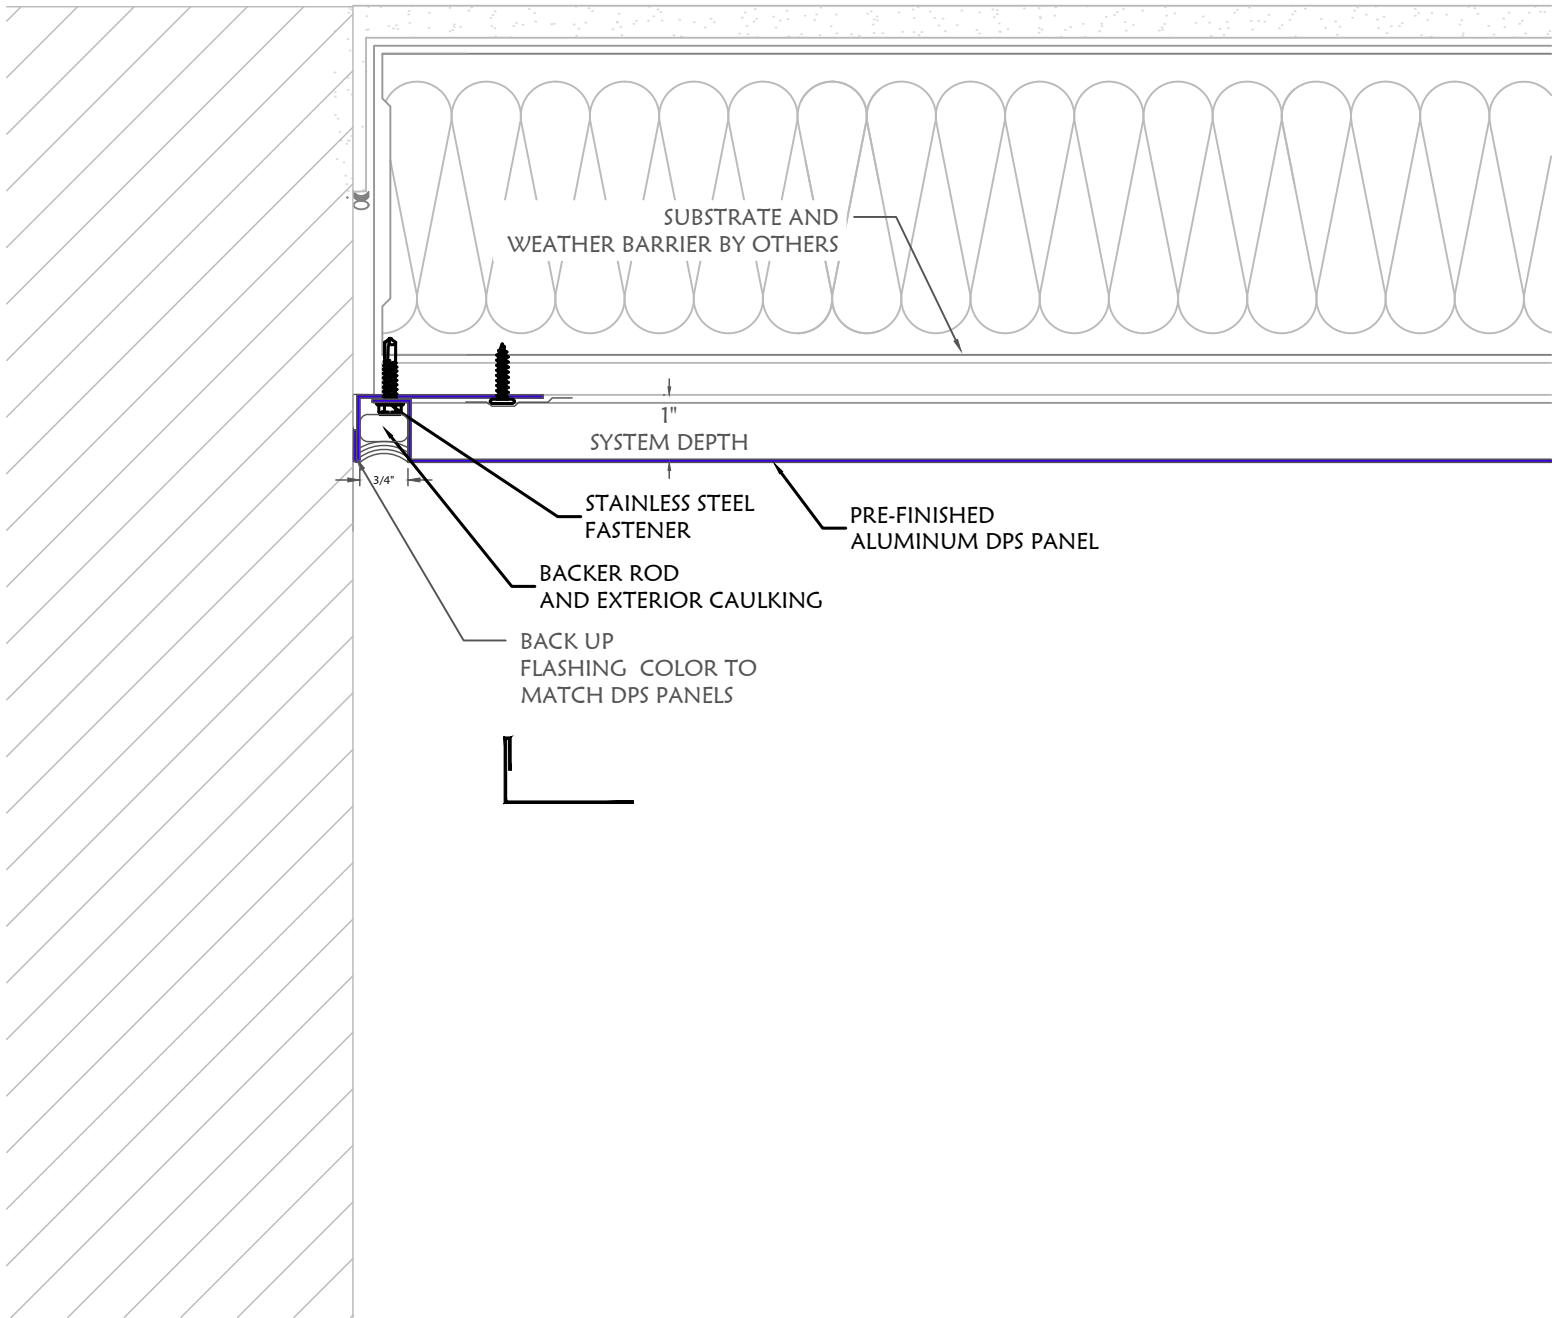 SUBSTRATE AND
WEATHER BARRIER BY OTHERS
1"
SYSTEM DEPTH
3/4"
STAINLESS STEEL
FASTENER
PRE-FINISHED
ALUMINUM DPS PANEL
BACKER ROD
AND EXTERIOR CAULKING
BACK UP
FLASHING  COLOR TO
MATCH DPS PANELS